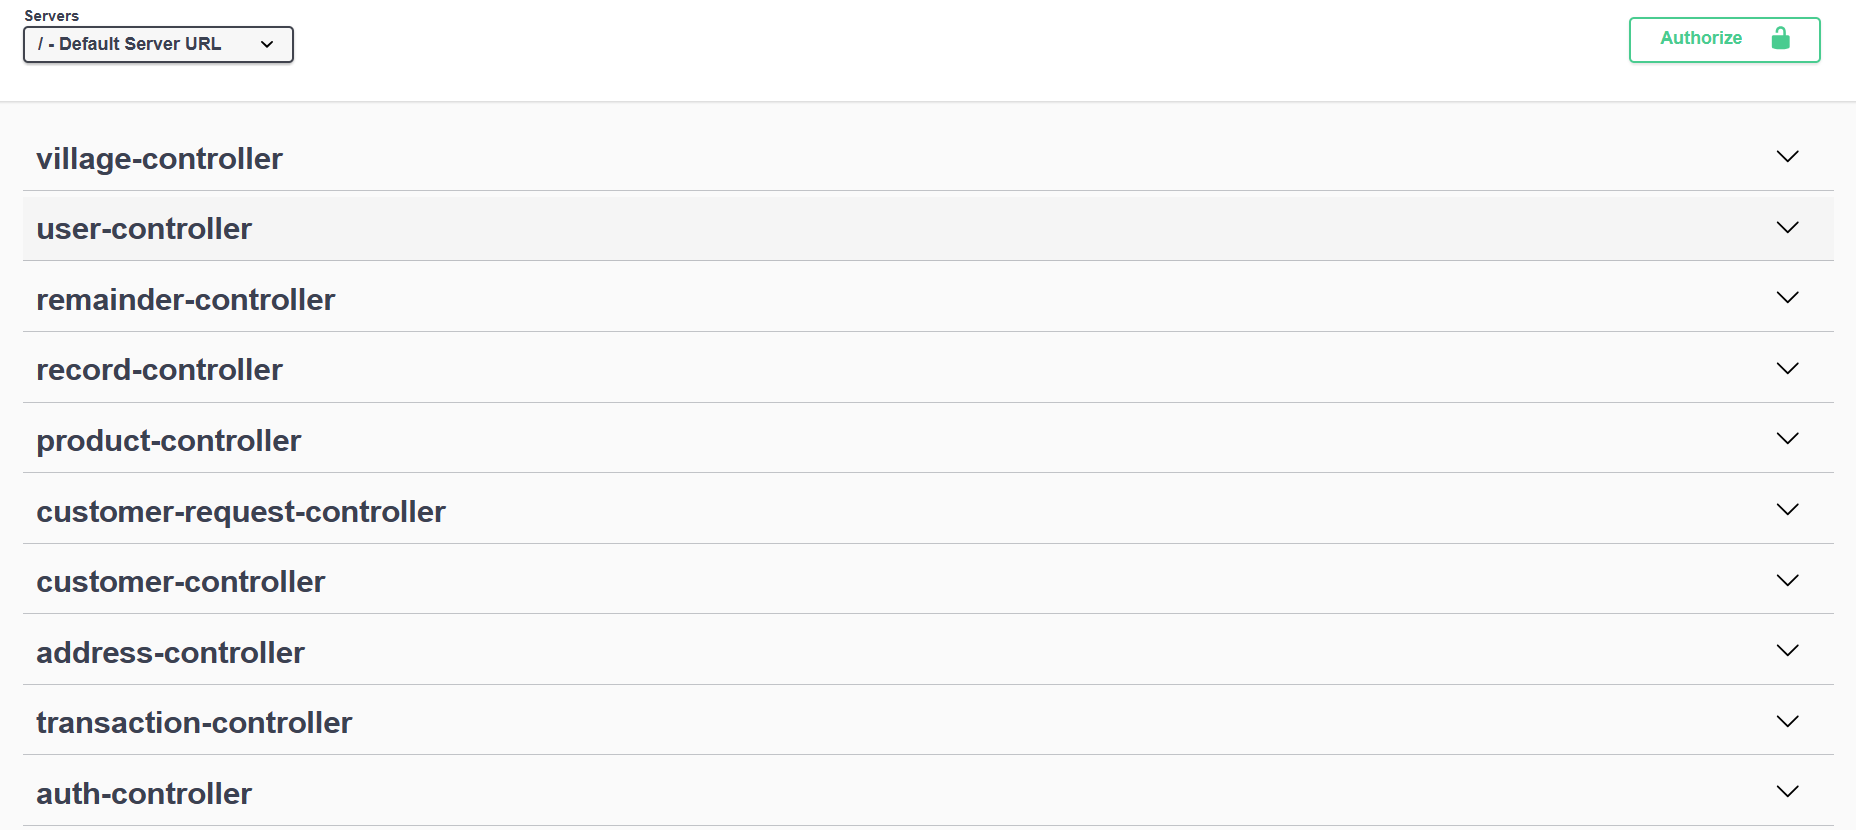 Servers
/ - Default Server URL
Authorize
village-controller
user-controller
remainder-controller
record-controller
product-controller
customer-request-controller
customer-controller
address-controller
transaction-controller
auth-controller